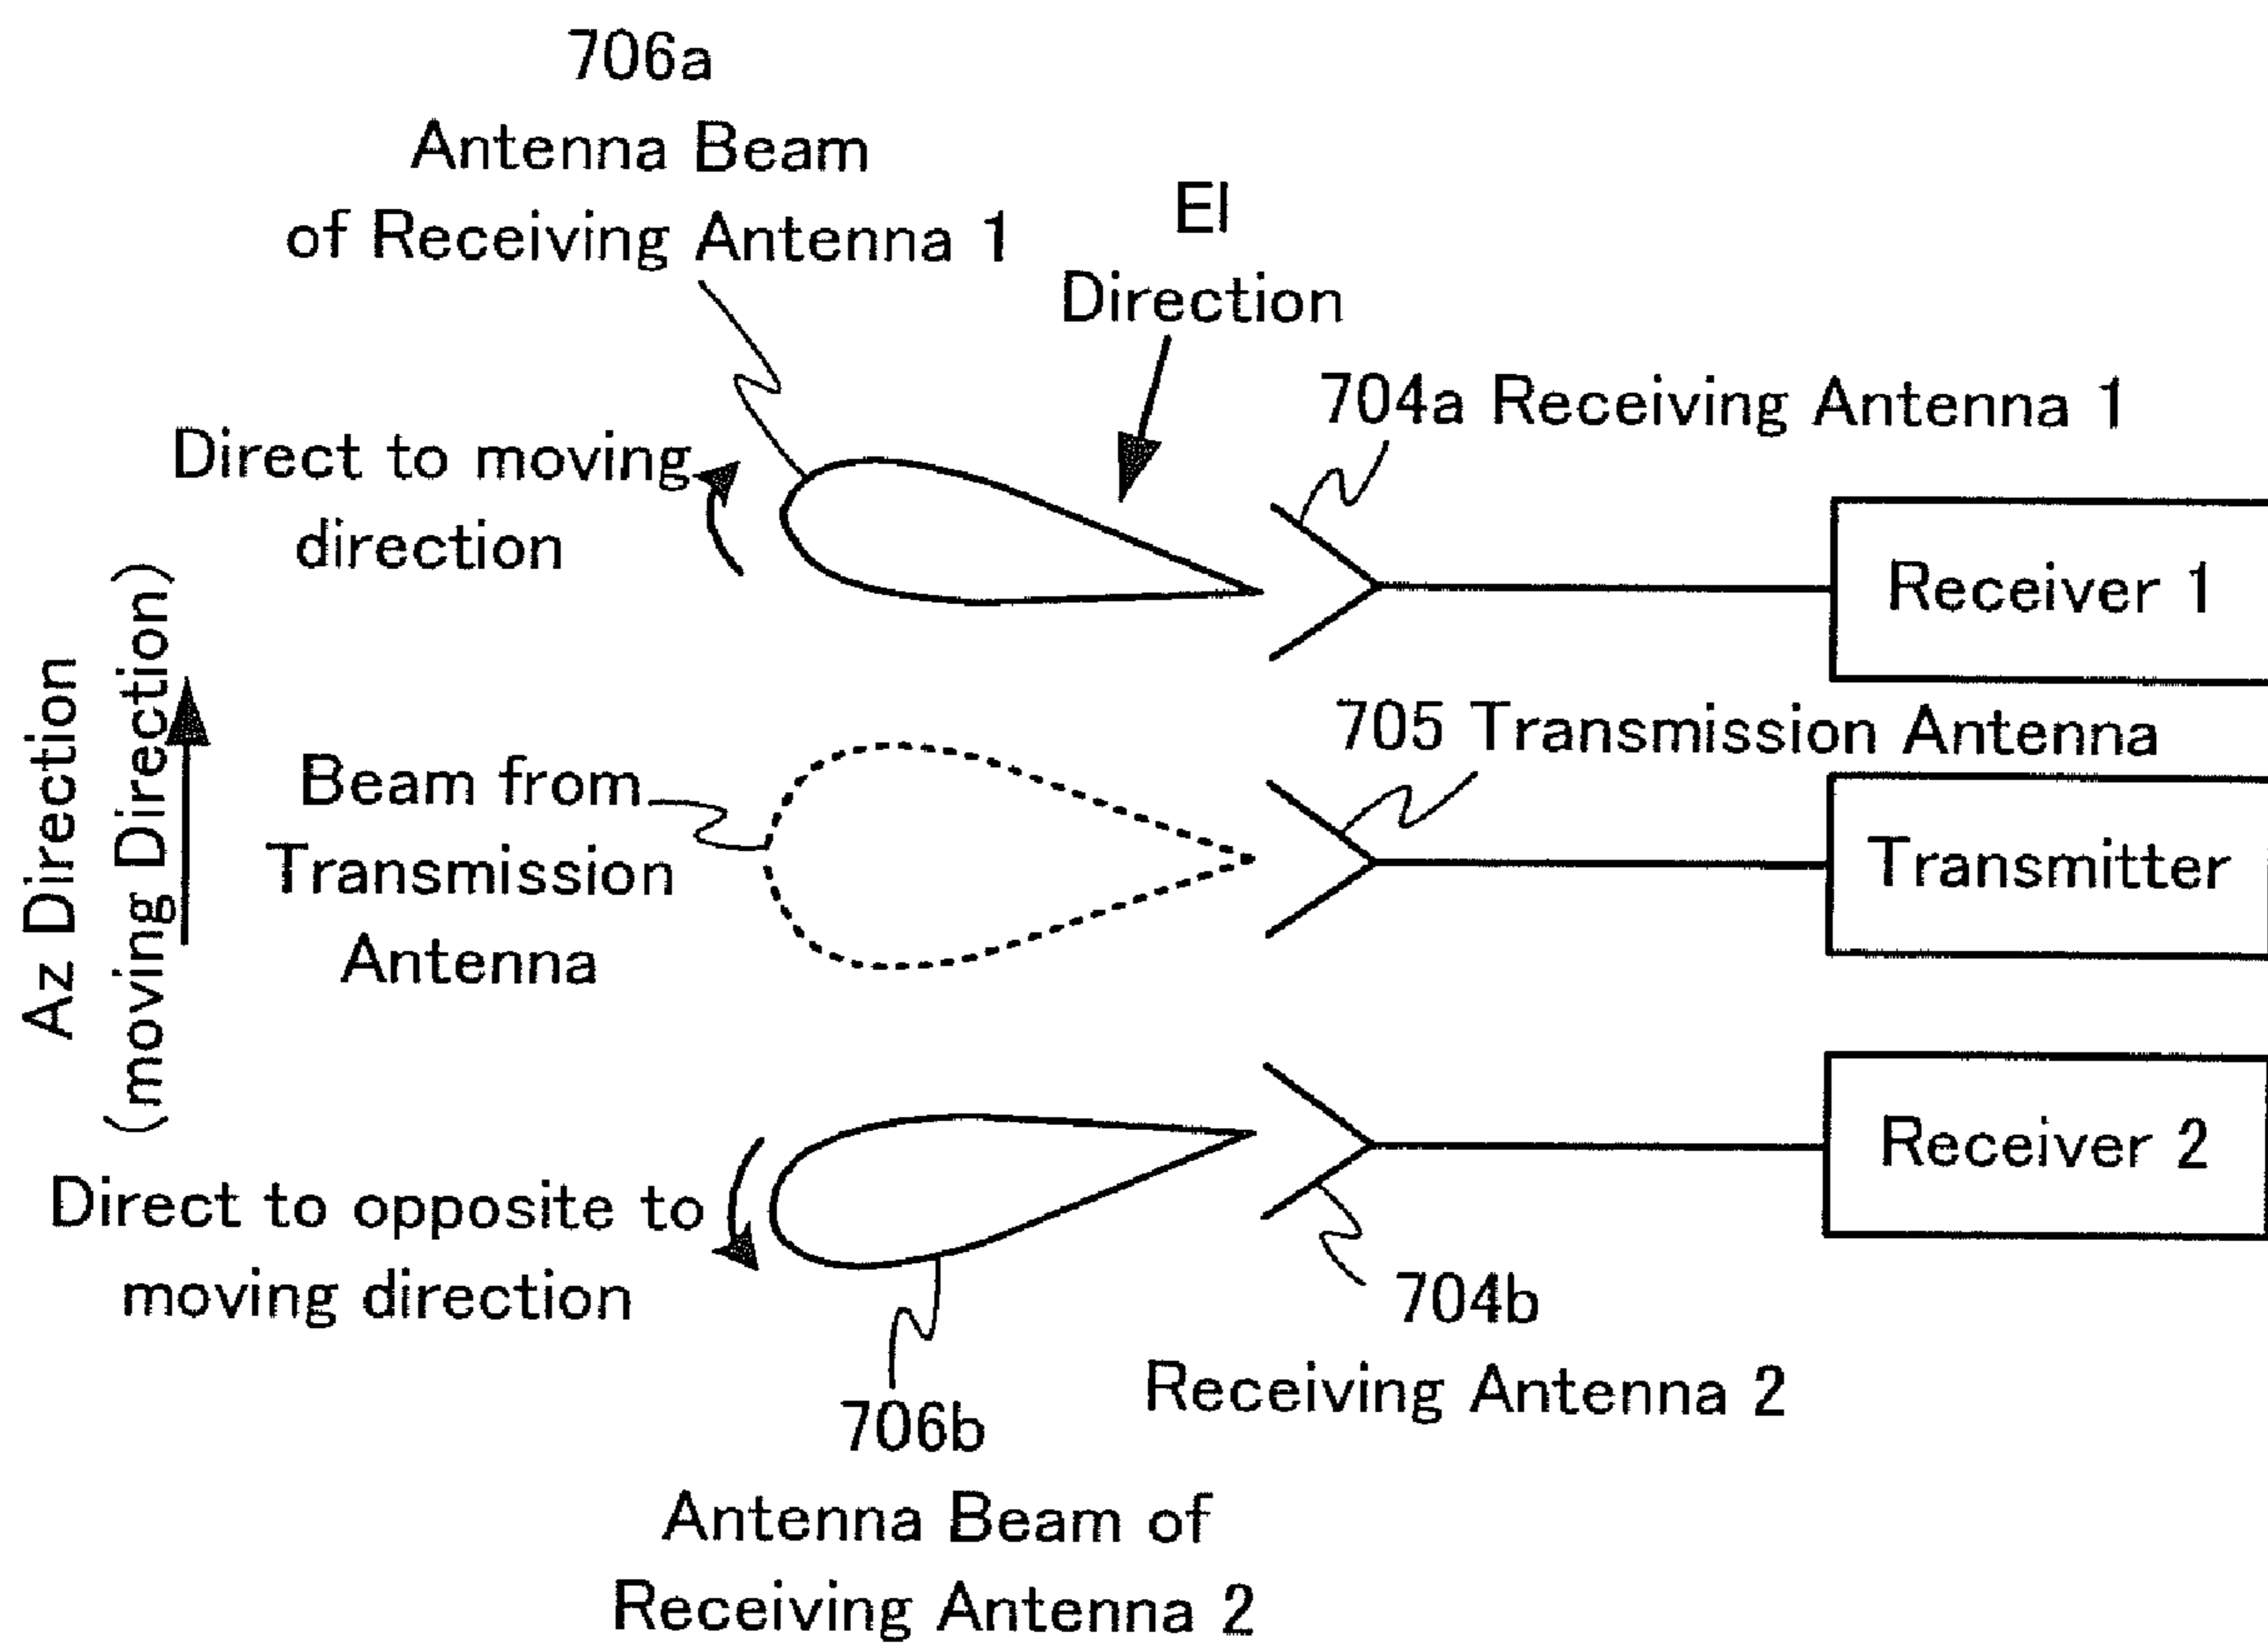 706a
Antenna Beam
of Receiving Antenna 1
El
Direction
704a Receiving Antenna 1
Direct to moving
direction
Receiver 1
Az Direction
(moving Direction)
705 Transmission Antenna
Beam from
Transmission
Antenna
Transmitter
Receiver 2
Direct to opposite to
moving direction
704b
Receiving Antenna 2
706b
Antenna Beam of
Receiving Antenna 2